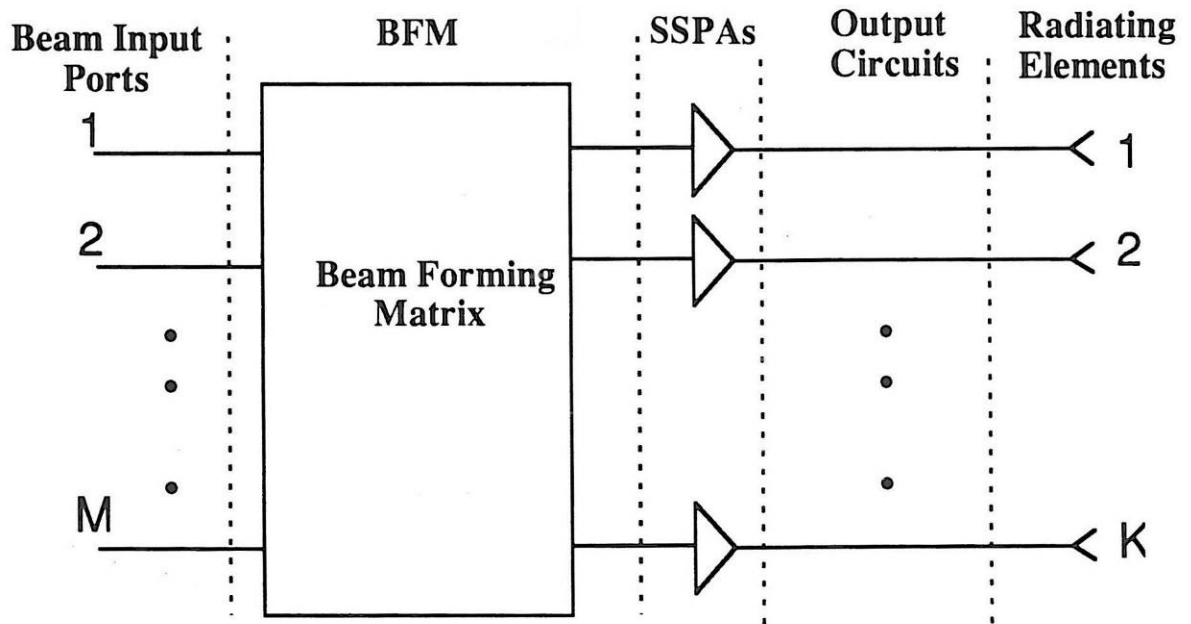 Beam Input
Ports
BFM
SSPAs
Output
Circuits
Radiating
Elements
1
1
2
2
Beam Forming
Matrix
M
K